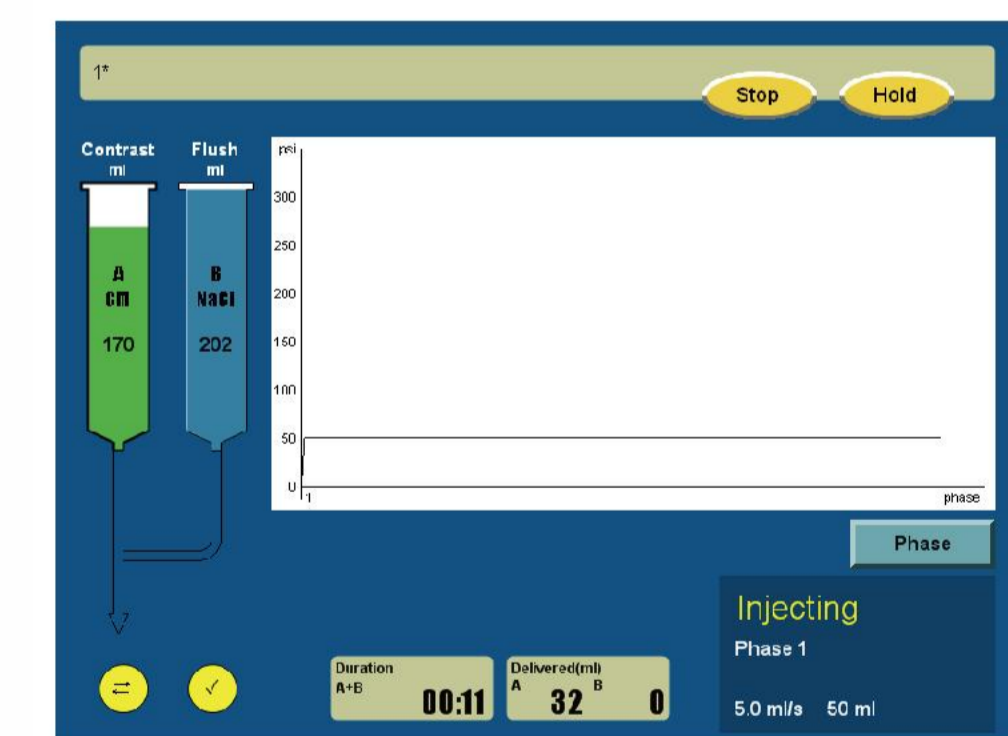 1*
Stop
Hold
Contrast
ml
Flush
ml
A
cm
170
B
NaCl
202
psi
300
250
200
150
100
50
0
1
phase
Phase
Injecting
Phase 1
5.0 ml/s 50 ml
Duration
A+B
00:11
Delivered(ml)
A 32 B 0